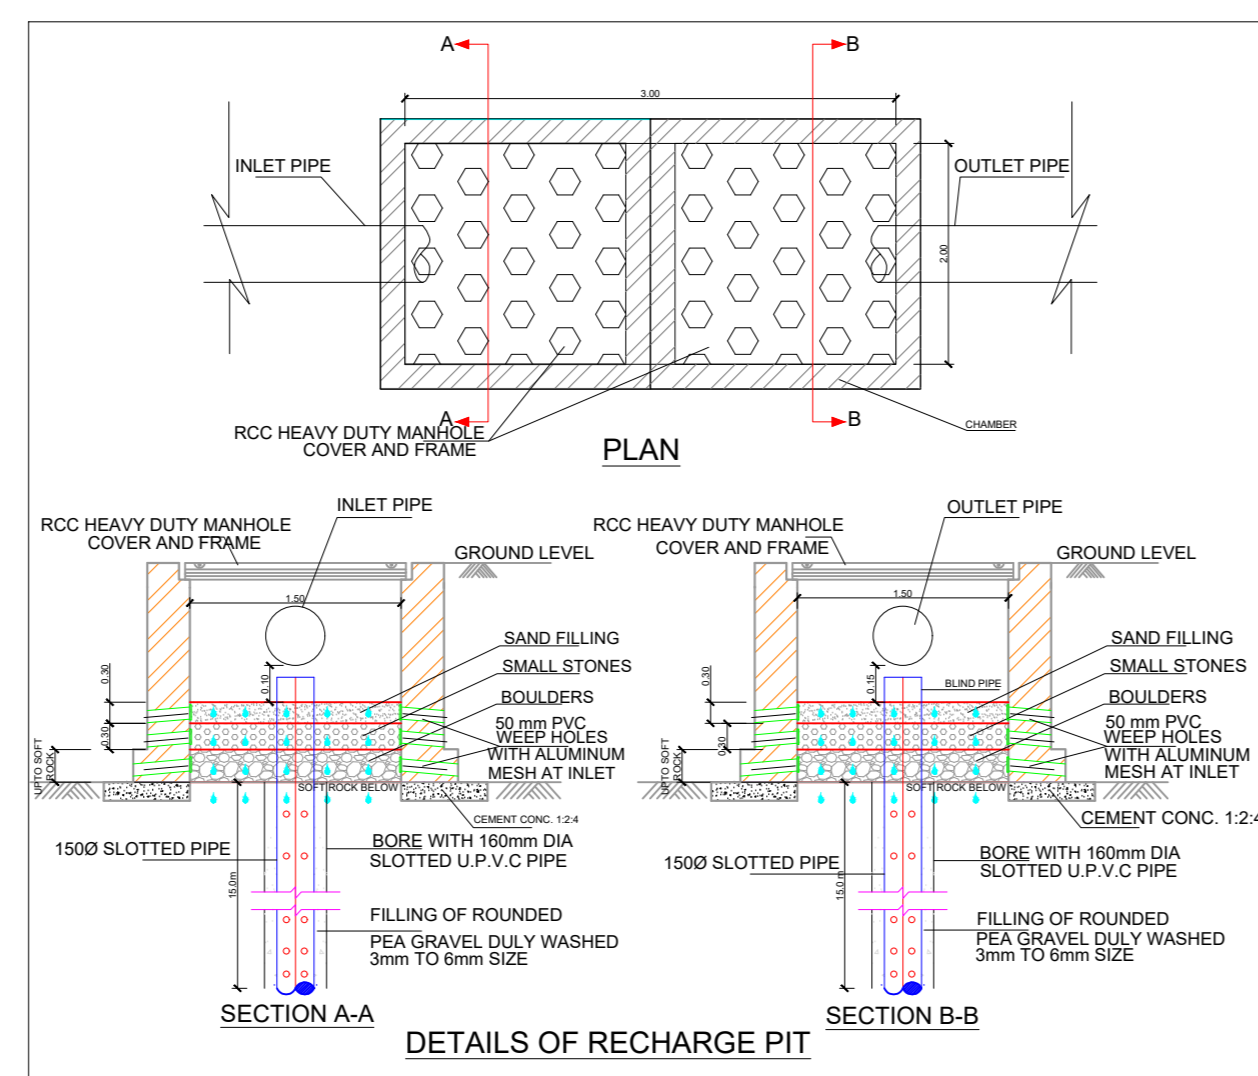 A
B
3.00
INLET PIPE
OUTLET PIPE
2.00
A
B
RCC HEAVY DUTY MANHOLE
COVER AND FRAME
CHAMBER
PLAN
INLET PIPE
RCC HEAVY DUTY MANHOLE
COVER AND FRAME
GROUND LEVEL
1.50
SAND FILLING
SMALL STONES
BOULDERS
50 mm PVC
WEEP HOLES
WITH ALUMINUM
MESH AT INLET
0.30
0.10
0.30
UPTO SOFT
ROCK
SOFT ROCK BELOW
CEMENT CONC. 1:2:4
150Ø SLOTTED PIPE
BORE WITH 160mm DIA
SLOTTED U.P.V.C PIPE
15.0m
FILLING OF ROUNDED
PEA GRAVEL DULY WASHED
3mm TO 6mm SIZE
SECTION A-A
OUTLET PIPE
RCC HEAVY DUTY MANHOLE
COVER AND FRAME
GROUND LEVEL
1.50
SAND FILLING
SMALL STONES
BLIND PIPE
BOULDERS
50 mm PVC
WEEP HOLES
WITH ALUMINUM
MESH AT INLET
0.30
0.15
0.30
UPTO SOFT
ROCK
SOFT ROCK BELOW
CEMENT CONC. 1:2:4
150Ø SLOTTED PIPE
BORE WITH 160mm DIA
SLOTTED U.P.V.C PIPE
15.0m
FILLING OF ROUNDED
PEA GRAVEL DULY WASHED
3mm TO 6mm SIZE
SECTION B-B
DETAILS OF RECHARGE PIT